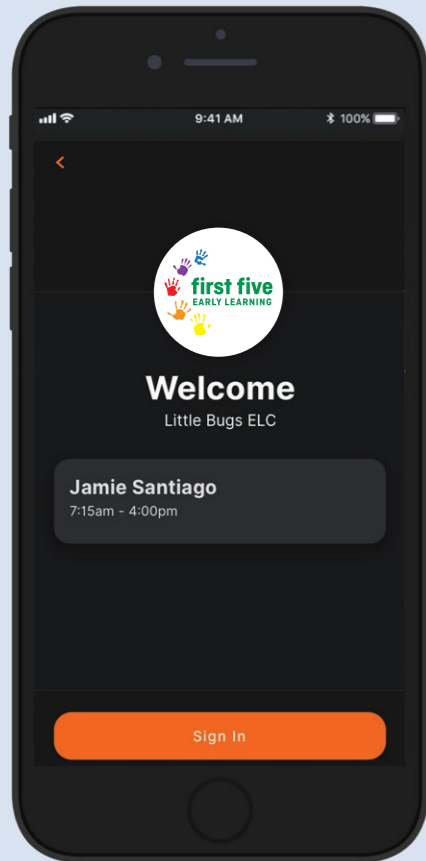 9:41 AM
100%
first five
EARLY LEARNING
Welcome
Little Bugs ELC
Jamie Santiago
7:15am - 4:00pm
Sign In